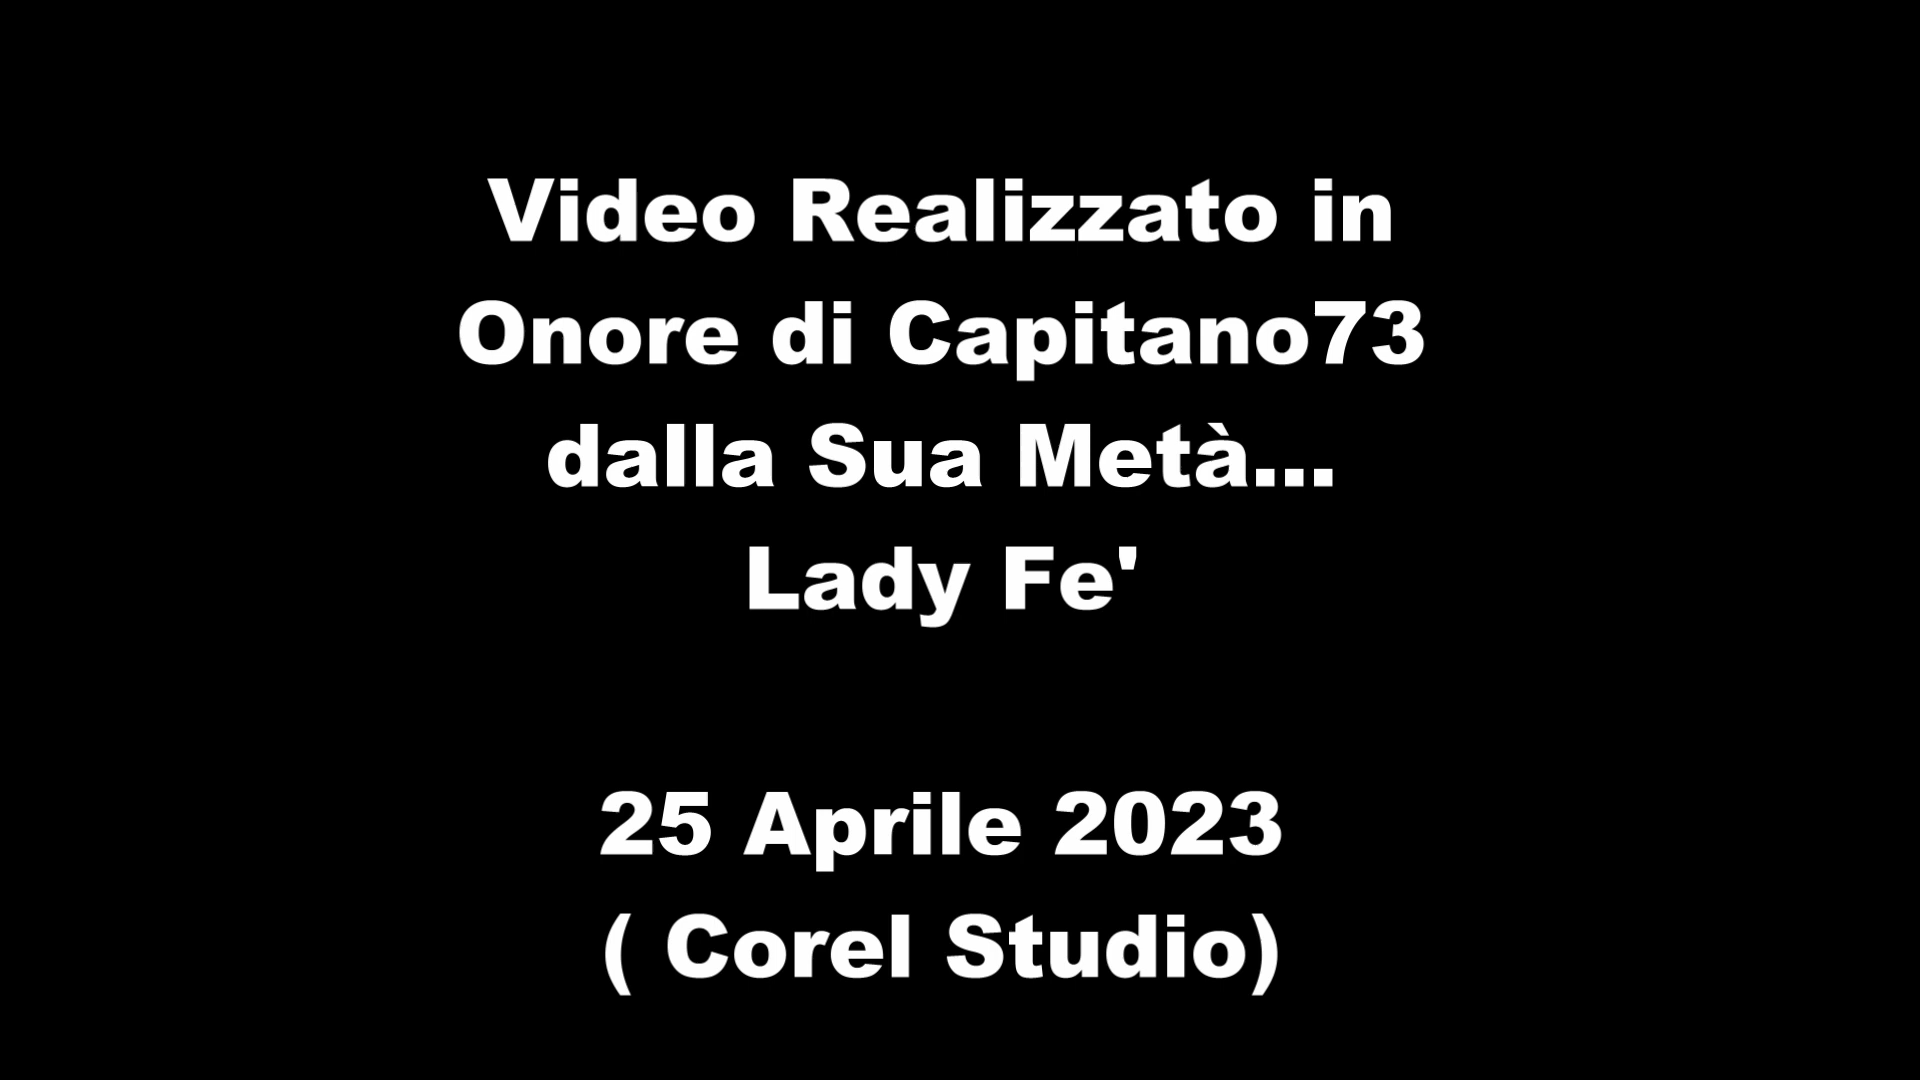 Video Realizzato in
Onore di Capitano73
dalla Sua Metà...
Lady Fe'
25 Aprile 2023
( Corel Studio)